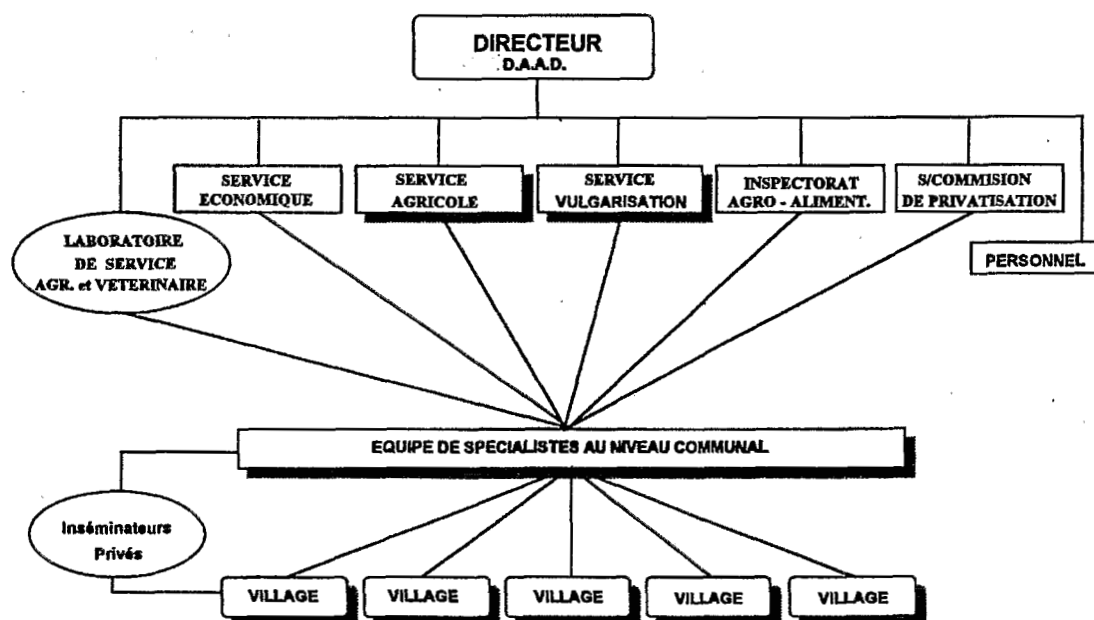 DIRECTEUR
D.A.A.D.
SERVICE
ECONOMIQUE
SERVICE
AGRICOLE
SERVICE
VULGARISATION
INSPECTORAT
AGRO - ALIMENT.
S/COMMISION
DE PRIVATISATION
LABORATOIRE
DE SERVICE
AGR. et VETERINAIRE
PERSONNEL
EQUIPE DE SPECIALISTES AU NIVEAU COMMUNAL
Inséminateurs
Privés
VILLAGE
VILLAGE
VILLAGE
VILLAGE
VILLAGE